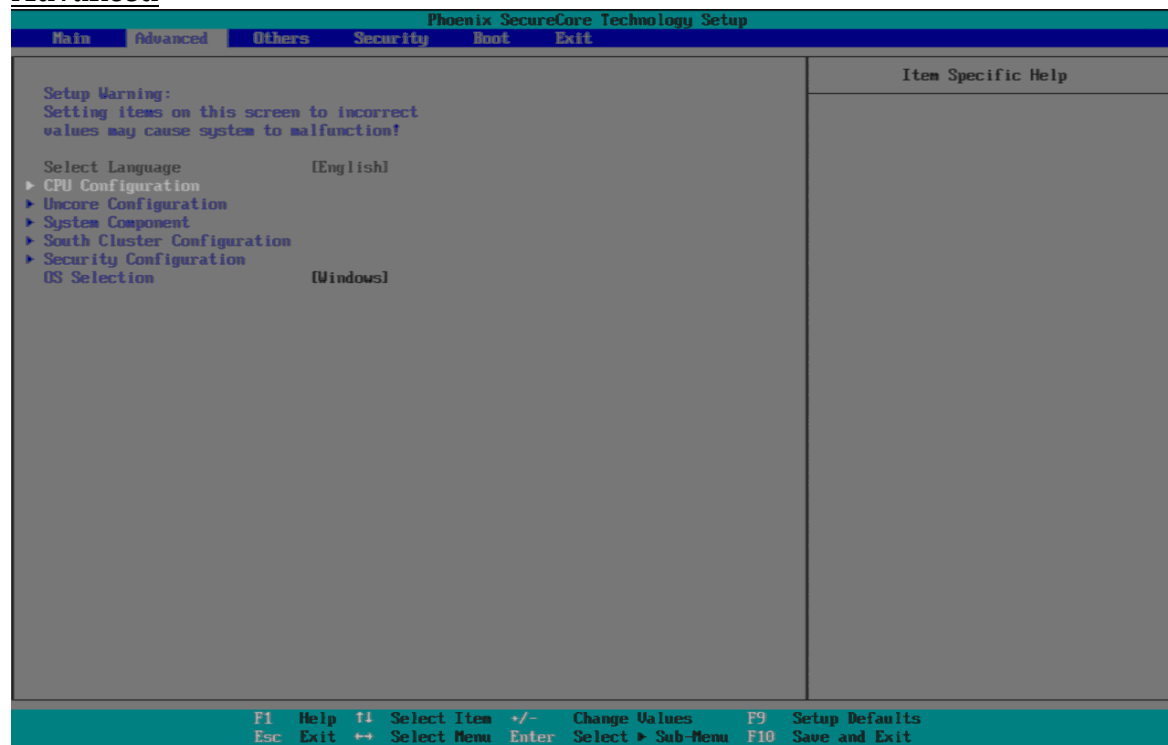 Advanced
Phoenix SecureCore Technology Setup
Main Advanced Others Security Boot Exit
Item Specific Help
Setup Warning:
Setting items on this screen to incorrect
values may cause system to malfunction!
Select Language [English]
▶ CPU Configuration
▶ Uncore Configuration
▶ System Component
▶ South Cluster Configuration
▶ Security Configuration
OS Selection [Windows]
F1 Help ↑↓ Select Item +/- Change Values F9 Setup Defaults
Esc Exit ↔ Select Menu Enter Select ▶ Sub-Menu F10 Save and Exit